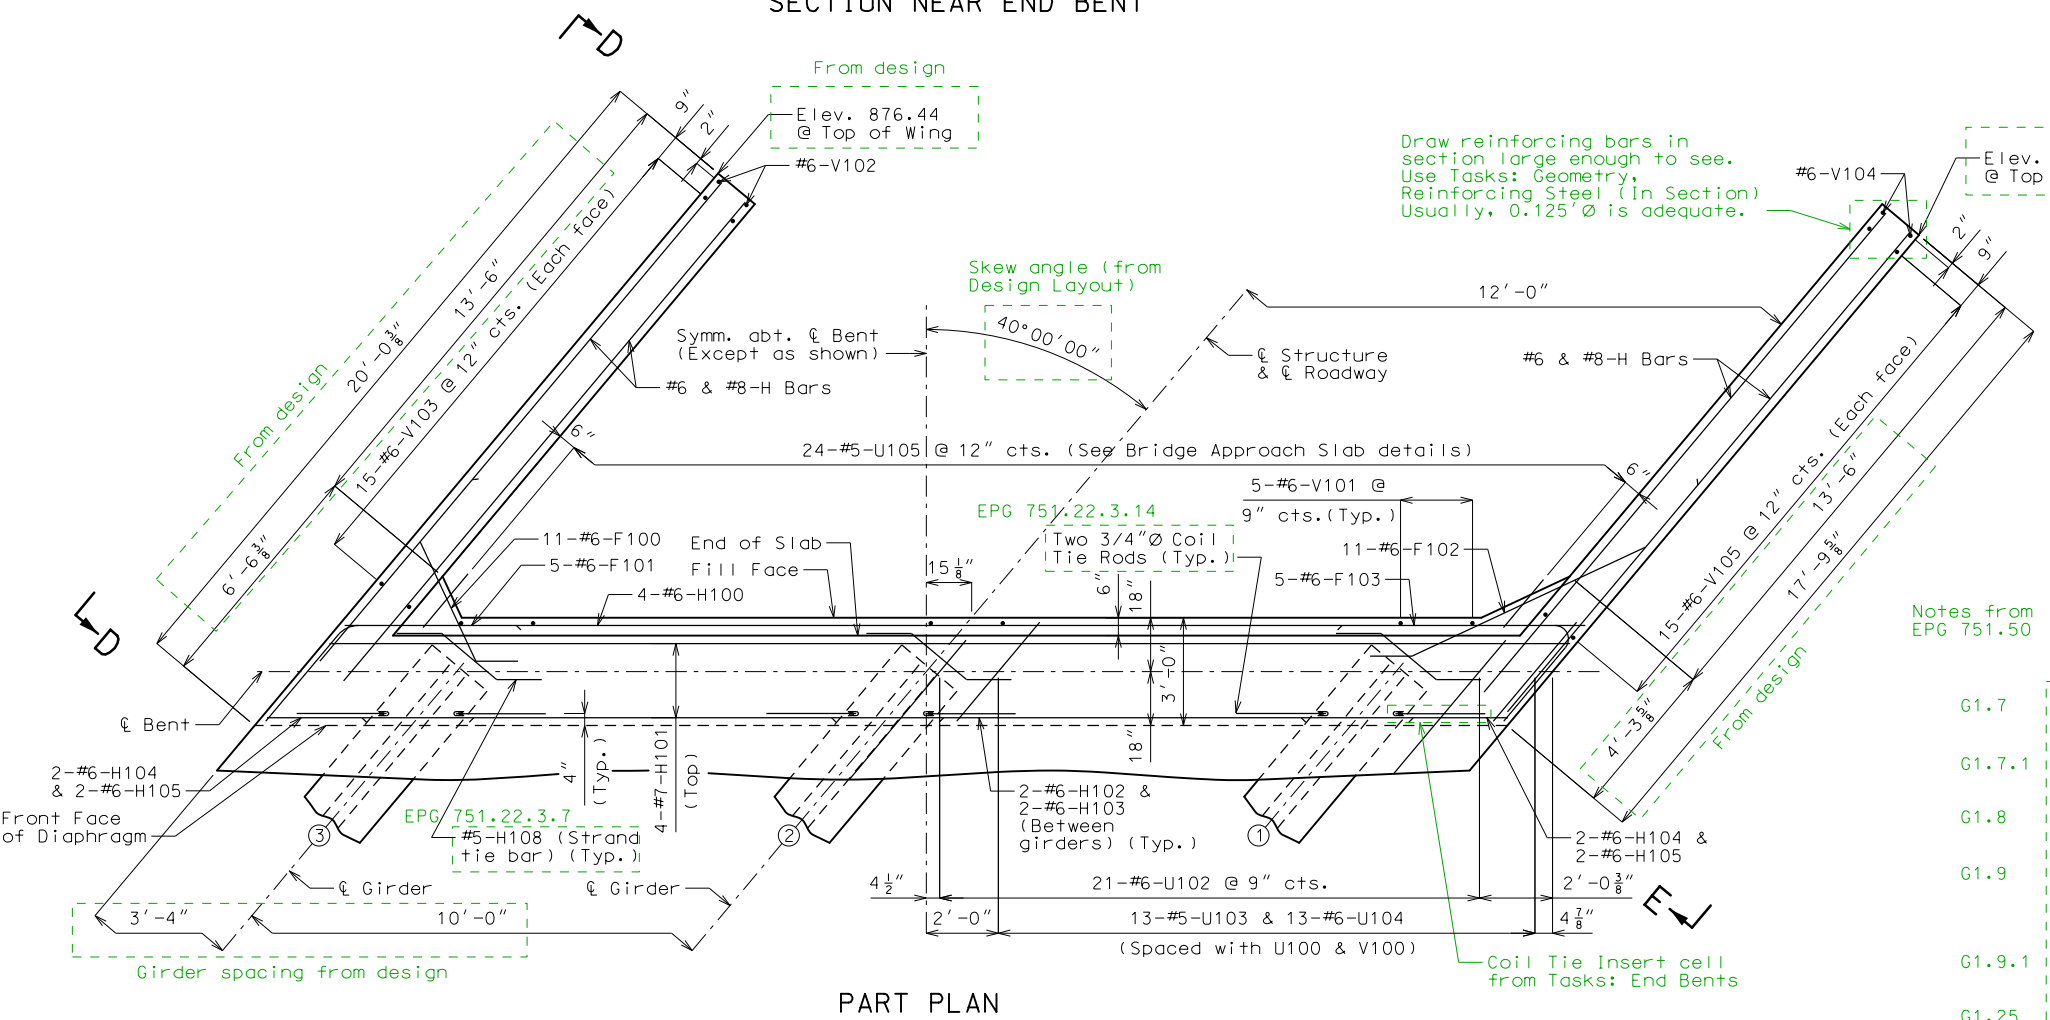 SECTION NEAR END BENT
D
From design
Elev. 876.44
@ Top of Wing
#6-V102
9"
2"
20'-0⅜"
13'-6"
15-#6-V103 @ 12" cts. (Each face)
From design
6'-6⅜"
Draw reinforcing bars in
section large enough to see.
Use Tasks: Geometry,
Reinforcing Steel (In Section)
Usually, 0.125'Ø is adequate.
#6-V104
Elev.
@ Top
2"
9"
Skew angle (from
Design Layout)
40°00'00"
12'-0"
Symm. abt. ℄ Bent
(Except as shown)
℄ Structure
& ℄ Roadway
#6 & #8-H Bars
#6 & #8-H Bars
6"
24-#5-U105 @ 12" cts. (See Bridge Approach Slab details)
6"
5-#6-V101 @
9" cts.(Typ.)
EPG 751.22.3.14
Two 3/4"Ø Coil
Tie Rods (Typ.)
11-#6-F100
5-#6-F101
4-#6-H100
End of Slab
Fill Face
15⅛"
6"
18"
3'-0"
18"
11-#6-F102
5-#6-F103
15-#6-V105 @ 12" cts. (Each face)
13'-6"
17'-9⅝"
4'-3⅝"
From design
Notes from
EPG 751.50
G1.7
G1.7.1
G1.8
G1.9
G1.9.1
G1.25
D
℄ Bent
2-#6-H104
& 2-#6-H105
Front Face
of Diaphragm
EPG 751.22.3.7
#5-H108 (Strand
tie bar) (Typ.)
4"
(Typ.)
4-#7-H101
(Top)
2-#6-H102 &
2-#6-H103
(Between
girders) (Typ.)
2-#6-H104 &
2-#6-H105
3
2
1
℄ Girder
℄ Girder
4½"
21-#6-U102 @ 9" cts.
2'-0⅜"
E
3'-4"
10'-0"
2'-0"
13-#5-U103 & 13-#6-U104
4⅞"
(Spaced with U100 & V100)
Girder spacing from design
Coil Tie Insert cell
from Tasks: End Bents
PART PLAN